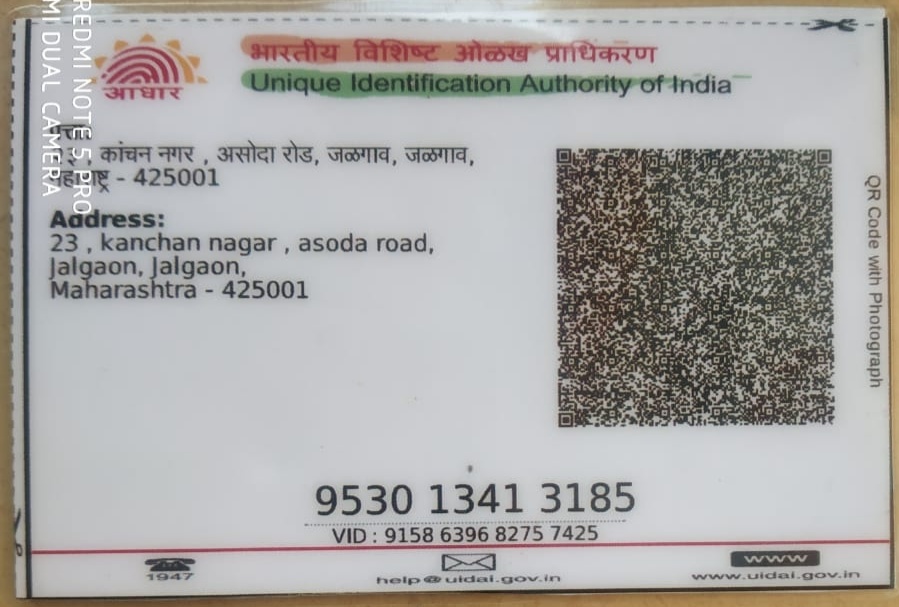 भारतीय विशिष्ट ओळख प्राधिकरण
Unique Identification Authority of India
आधार
REDMI NOTE 5 PRO
MI DUAL CAMERA
पत्ता:
कांचन नगर , असोदा रोड, जळगाव, जळगाव,
- 425001
Address:
23 , kanchan nagar , asoda road,
Jalgaon, Jalgaon,
Maharashtra - 425001
QR Code with Photograph
9530 1341 3185
VID : 9158 6396 8275 7425
1947
help@uidai.gov.in
www
www.uidai.gov.in